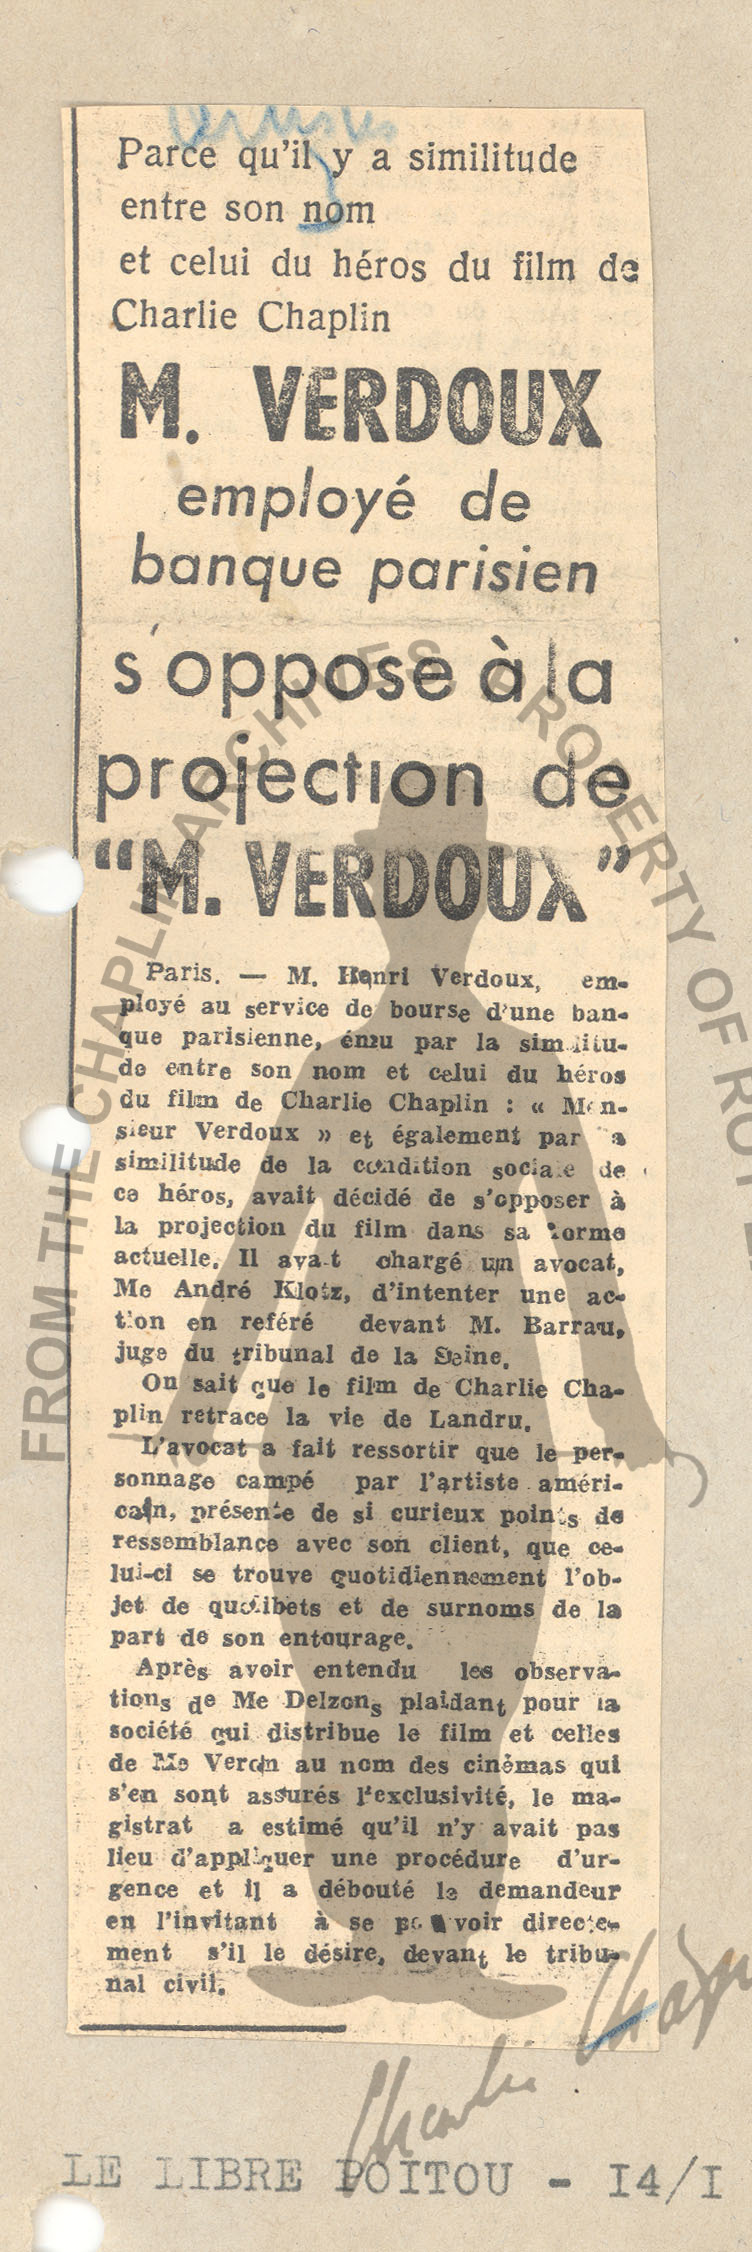 Parce qu'il y a similitude
entre son nom
et celui du héros du film de
Charlie Chaplin
M. VERDOUX
employé de
banque parisien
s'oppose à la
projection de
"M. VERDOUX"
Paris. — M. Henri Verdoux, em-
ployé au service de bourse d'une ban-
que parisienne, ému par la similitu-
de entre son nom et celui du héros
du film de Charlie Chaplin : « Mon-
sieur Verdoux » et également par la
similitude de la condition sociale de
ce héros, avait décidé de s'opposer à
la projection du film dans sa forme
actuelle. Il avait chargé un avocat,
Me André Klotz, d'intenter une ac-
tion en référé devant M. Barrau,
juge du tribunal de la Seine.
On sait que le film de Charlie Cha-
plin retrace la vie de Landru.
L'avocat a fait ressortir que le per-
sonnage campé par l'artiste améri-
cain, présente de si curieux points de
ressemblance avec son client, que ce-
lui-ci se trouve quotidiennement l'ob-
jet de quolibets et de surnoms de la
part de son entourage.
Après avoir entendu les observa-
tions de Me Delzons plaidant pour la
société qui distribue le film et celles
de Me Veron au nom des cinémas qui
s'en sont assurés l'exclusivité, le ma-
gistrat a estimé qu'il n'y avait pas
lieu d'appliquer une procédure d'ur-
gence et il a débouté le demandeur
en l'invitant à se pourvoir directe-
ment s'il le désire, devant le tribu-
nal civil.
FROM THE CHAPLIN ARCHIVES, PROPERTY OF ROY
Charlie Chaplin
LE LIBRE POITOU - I4/I